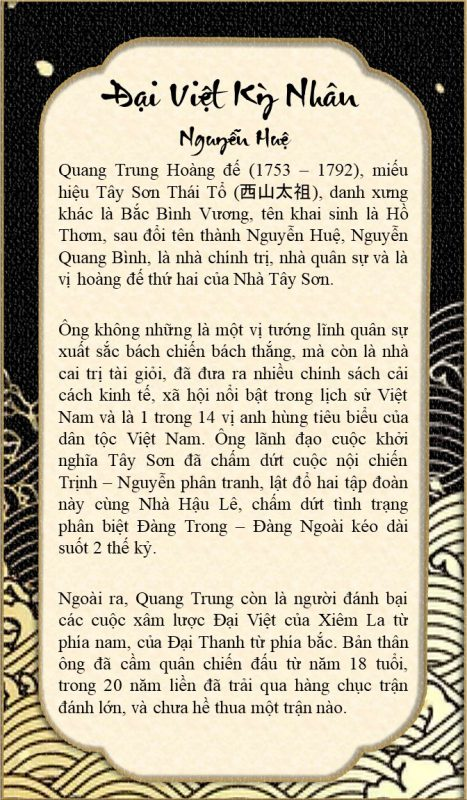 Đại Việt Kỳ Nhân
Nguyễn Huệ
Quang Trung Hoàng đế (1753 – 1792), miếu
hiệu Tây Sơn Thái Tổ (西山太祖), danh xưng
khác là Bắc Bình Vương, tên khai sinh là Hồ
Thơm, sau đổi tên thành Nguyễn Huệ, Nguyễn
Quang Bình, là nhà chính trị, nhà quân sự và là
vị hoàng đế thứ hai của Nhà Tây Sơn.
Ông không những là một vị tướng lĩnh quân sự
xuất sắc bách chiến bách thắng, mà còn là nhà
cai trị tài giỏi, đã đưa ra nhiều chính sách cải
cách kinh tế, xã hội nổi bật trong lịch sử Việt
Nam và là 1 trong 14 vị anh hùng tiêu biểu của
dân tộc Việt Nam. Ông lãnh đạo cuộc khởi
nghĩa Tây Sơn đã chấm dứt cuộc nội chiến
Trịnh – Nguyễn phân tranh, lật đổ hai tập đoàn
này cùng Nhà Hậu Lê, chấm dứt tình trạng
phân biệt Đàng Trong – Đàng Ngoài kéo dài
suốt 2 thế kỷ.
Ngoài ra, Quang Trung còn là người đánh bại
các cuộc xâm lược Đại Việt của Xiêm La từ
phía nam, của Đại Thanh từ phía bắc. Bản thân
ông đã cầm quân chiến đấu từ năm 18 tuổi,
trong 20 năm liền đã trải qua hàng chục trận
đánh lớn, và chưa hề thua một trận nào.